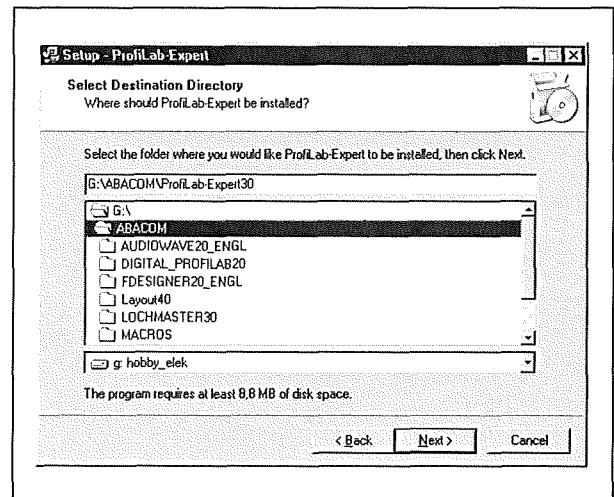 Setup - ProfiLab-Expert
Select Destination Directory
Where should ProfiLab-Expert be installed?
Select the folder where you would like ProfiLab-Expert to be installed, then click Next.
G:\ABACOM\ProfiLab-Expert30
G:\
ABACOM
AUDIOWAVE20_ENGL
DIGITAL_PROFILAB20
FDESIGNER20_ENGL
Layout40
LOCHMASTER30
MACROS
g: hobby_elek
The program requires at least 8,8 MB of disk space.
< Back Next > Cancel